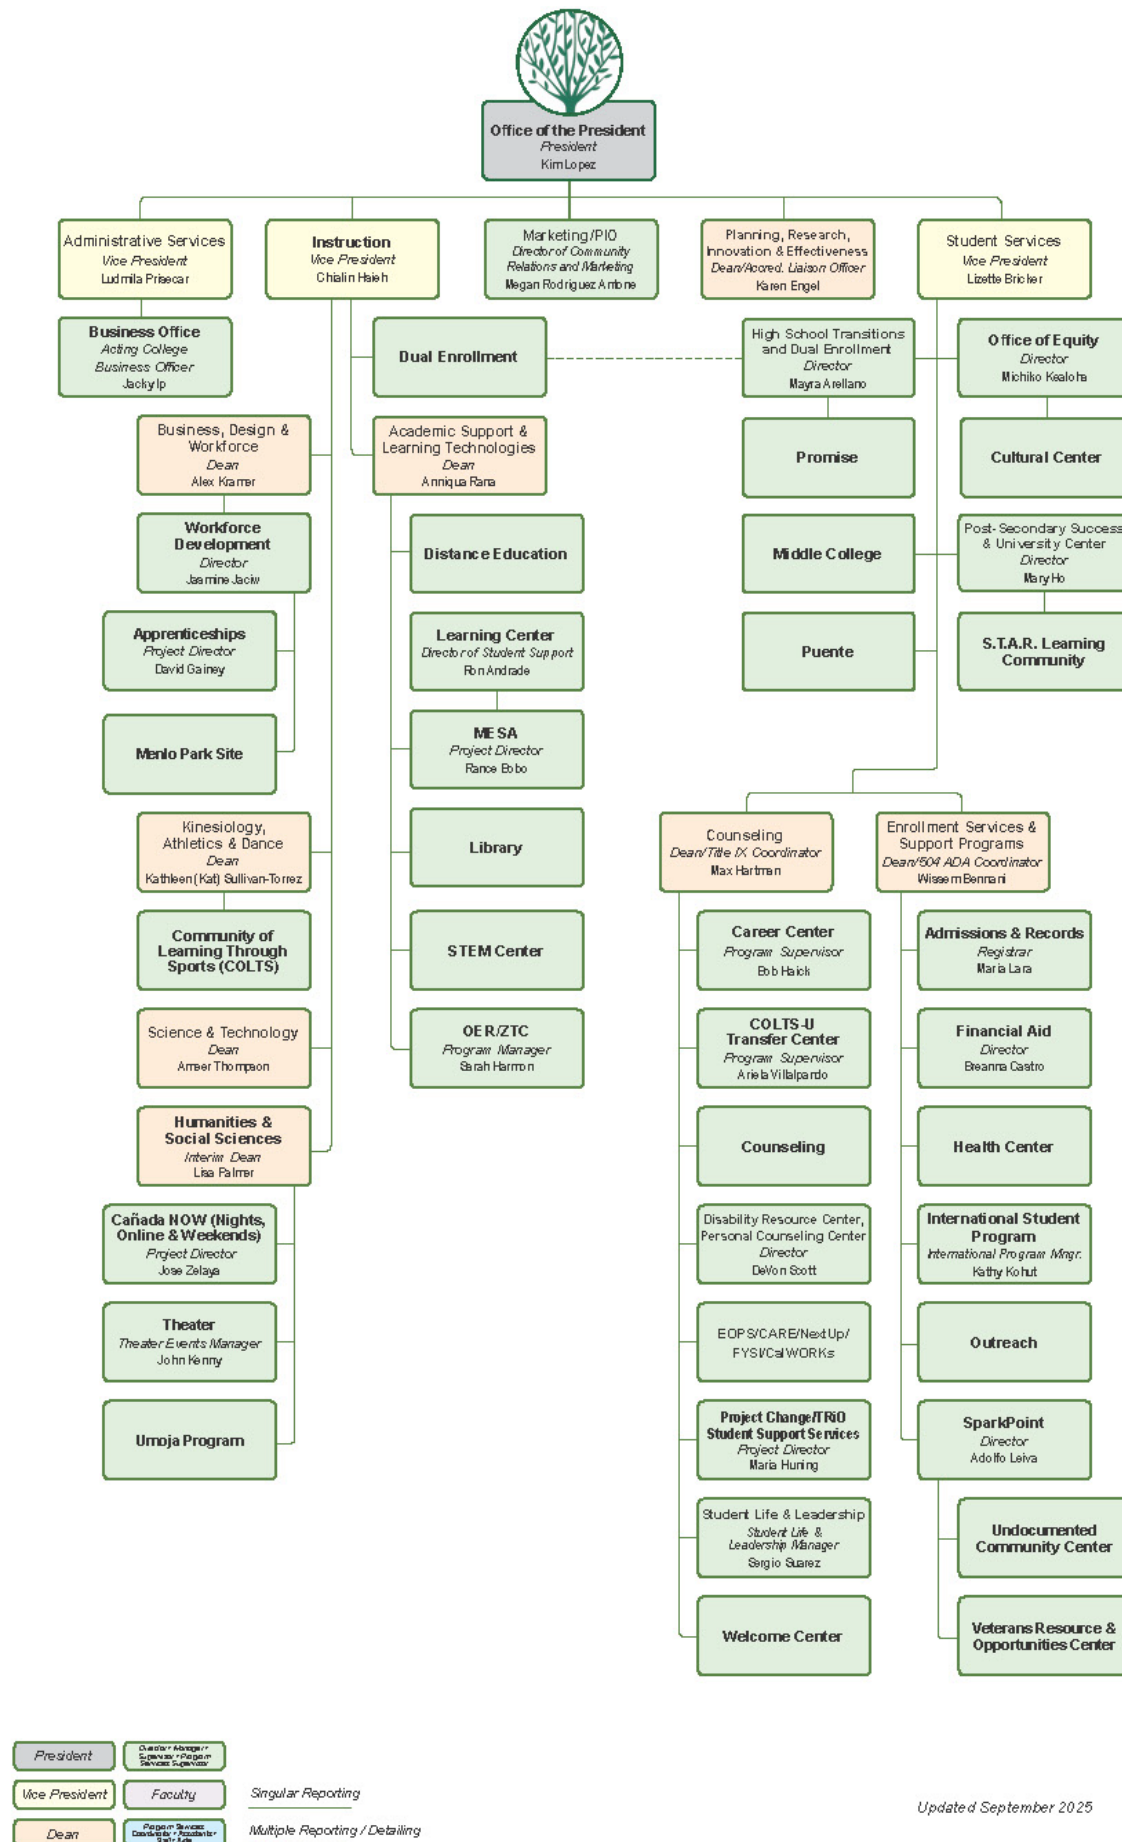 Office of the President
President
Kim Lopez
Administrative Services
Vice President
Ludmila Prisecar
Instruction
Vice President
Chialin Hsieh
Marketing/PIO
Director of Community
Relations and Marketing
Megan Rodriguez Antone
Planning, Research,
Innovation & Effectiveness
Dean/Accred. Liaison Officer
Karen Engel
Student Services
Vice President
Lizette Bricker
Business Office
Acting College
Business Officer
Jacky Ip
Dual Enrollment
High School Transitions
and Dual Enrollment
Director
Mayra Arellano
Office of Equity
Director
Michiko Kealoha
Business, Design &
Workforce
Dean
Alex Kramer
Academic Support &
Learning Technologies
Dean
Anniqua Rana
Promise
Cultural Center
Workforce
Development
Director
Jasmine Jaciw
Distance Education
Middle College
Post-Secondary Success
& University Center
Director
Mary Ho
Apprenticeships
Project Director
David Gainey
Learning Center
Director of Student Support
Ron Andrade
Puente
S.T.A.R. Learning
Community
Menlo Park Site
MESA
Project Director
Rance Bobo
Kinesiology,
Athletics & Dance
Dean
Kathleen (Kat) Sullivan-Torrez
Library
Counseling
Dean/Title IX Coordinator
Max Hartman
Enrollment Services &
Support Programs
Dean/504 ADA Coordinator
Wissem Bennani
Community of
Learning Through
Sports (COLTS)
STEM Center
Career Center
Program Supervisor
Bob Haick
Admissions & Records
Registrar
Maria Lara
Science & Technology
Dean
Ameer Thompson
OER/ZTC
Program Manager
Sarah Harmon
COLTS-U
Transfer Center
Program Supervisor
Ariela Villalpando
Financial Aid
Director
Breanna Castro
Humanities &
Social Sciences
Interim Dean
Lisa Palmer
Counseling
Health Center
Cañada NOW (Nights,
Online & Weekends)
Project Director
Jose Zelaya
Disability Resource Center,
Personal Counseling Center
Director
DeVon Scott
International Student
Program
International Program Mngr.
Kathy Kohut
Theater
Theater Events Manager
John Kenny
EOPS/CARE/NextUp/
FYSI/CalWORKs
Outreach
Umoja Program
Project Change/TRiO
Student Support Services
Project Director
Maria Huning
SparkPoint
Director
Adolfo Leiva
Student Life & Leadership
Student Life &
Leadership Manager
Sergio Suarez
Undocumented
Community Center
Welcome Center
Veterans Resource &
Opportunities Center
President
Director • Manager •
Supervisor • Program
Services Supervisor
Vice President
Faculty
Singular Reporting
Dean
Multiple Reporting / Detailing
Updated September 2025